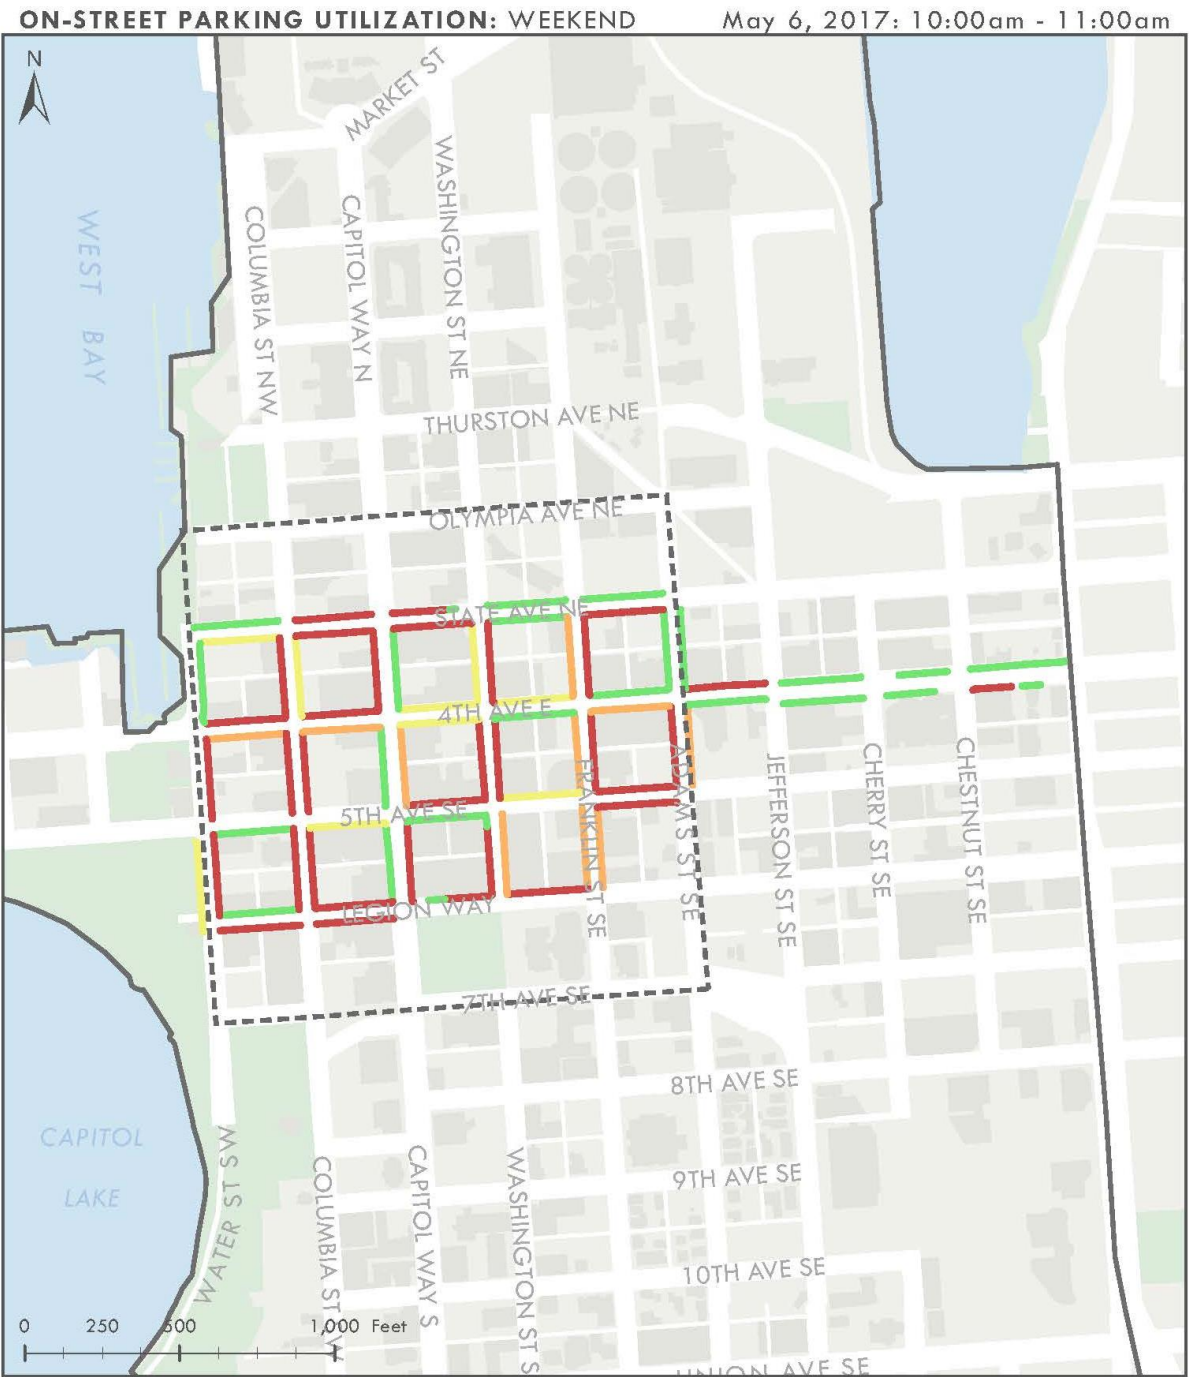 ON-STREET PARKING UTILIZATION: WEEKEND May 6, 2017: 10:00am - 11:00am
N
MARKET ST
WASHINGTON ST NE
CAPITOL WAY N
COLUMBIA ST NW
WEST BAY
THURSTON AVE NE
OLYMPIA AVE NE
STATE AVE NE
4TH AVE E
5TH AVE SE
FRANKLIN ST SE
ADAMS ST SE
JEFFERSON ST SE
CHERRY ST SE
CHESTNUT ST SE
LEGION WAY
7TH AVE SE
8TH AVE SE
CAPITOL
LAKE
WATER ST SW
COLUMBIA ST SW
CAPITOL WAY S
WASHINGTON ST S
9TH AVE SE
10TH AVE SE
UNION AVE SE
0 250 500 1,000 Feet